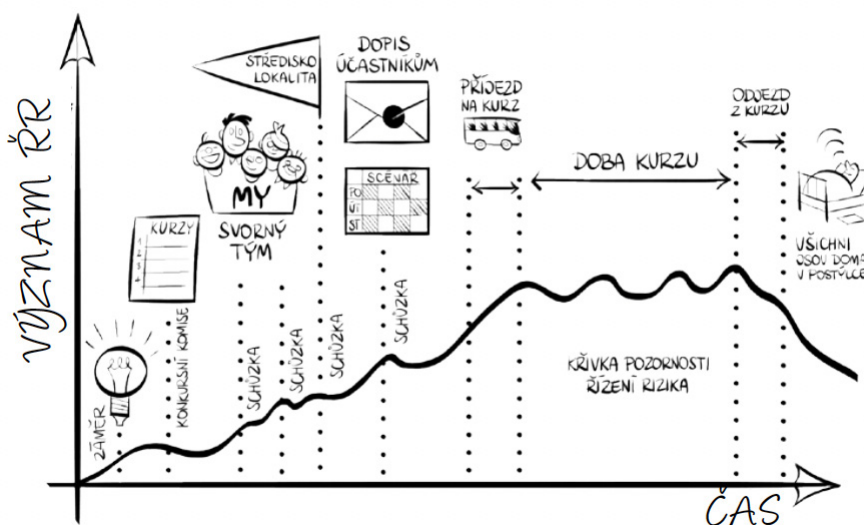 VÝZNAM ŘR
ZÁMĚR
KONKURSNÍ KOMISE
KURZY
MY
SVORNÝ
TÝM
SCHŮZKA
SCHŮZKA
STŘEDISKO
LOKALITA
SCHŮZKA
DOPIS
ÚČASTNÍKŮM
SCÉNÁŘ
PO
ÚT
ST
SCHŮZKA
PŘÍJEZD
NA KURZ
DOBA KURZU
ODJEZD
Z KURZU
VŠICHNI
JSOU DOMA
V POSTÝLCE
KŘIVKA POZORNOSTI
ŘÍZENÍ RIZIKA
ČAS